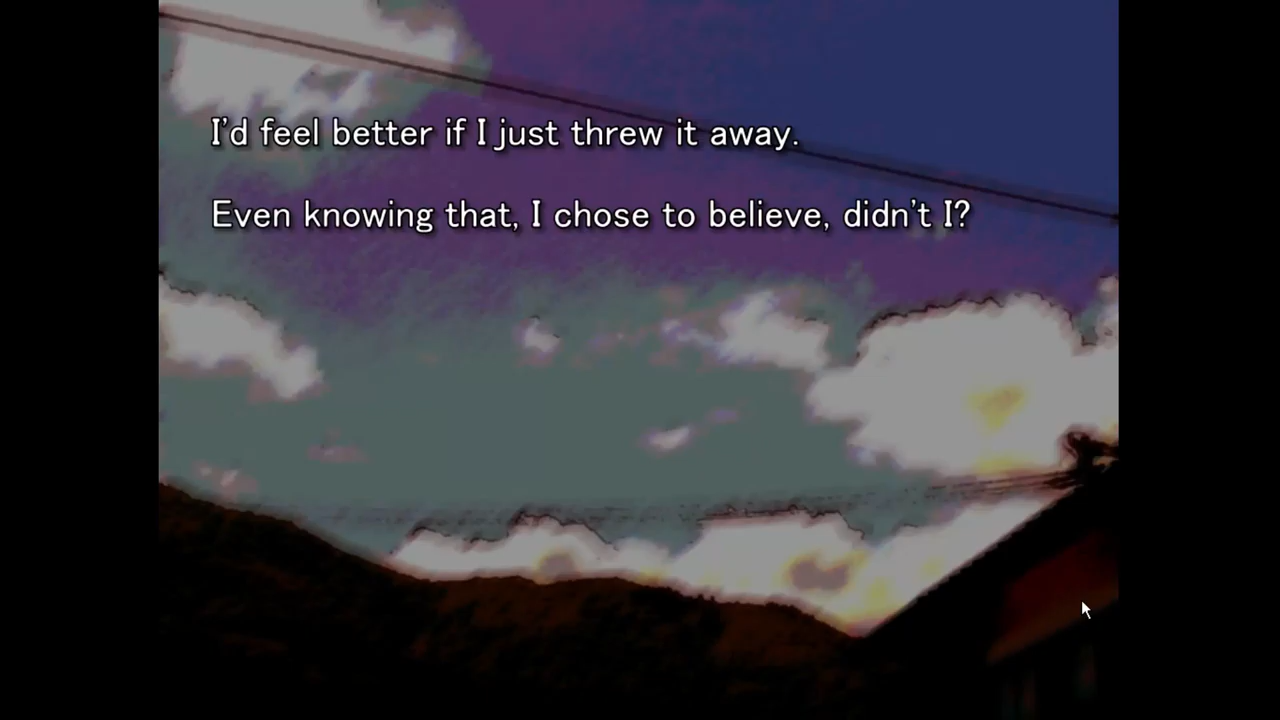 I'd feel better if I just threw it away.
Even knowing that, I chose to believe, didn't I?